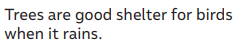 Trees are good shelter for birds
when it rains.